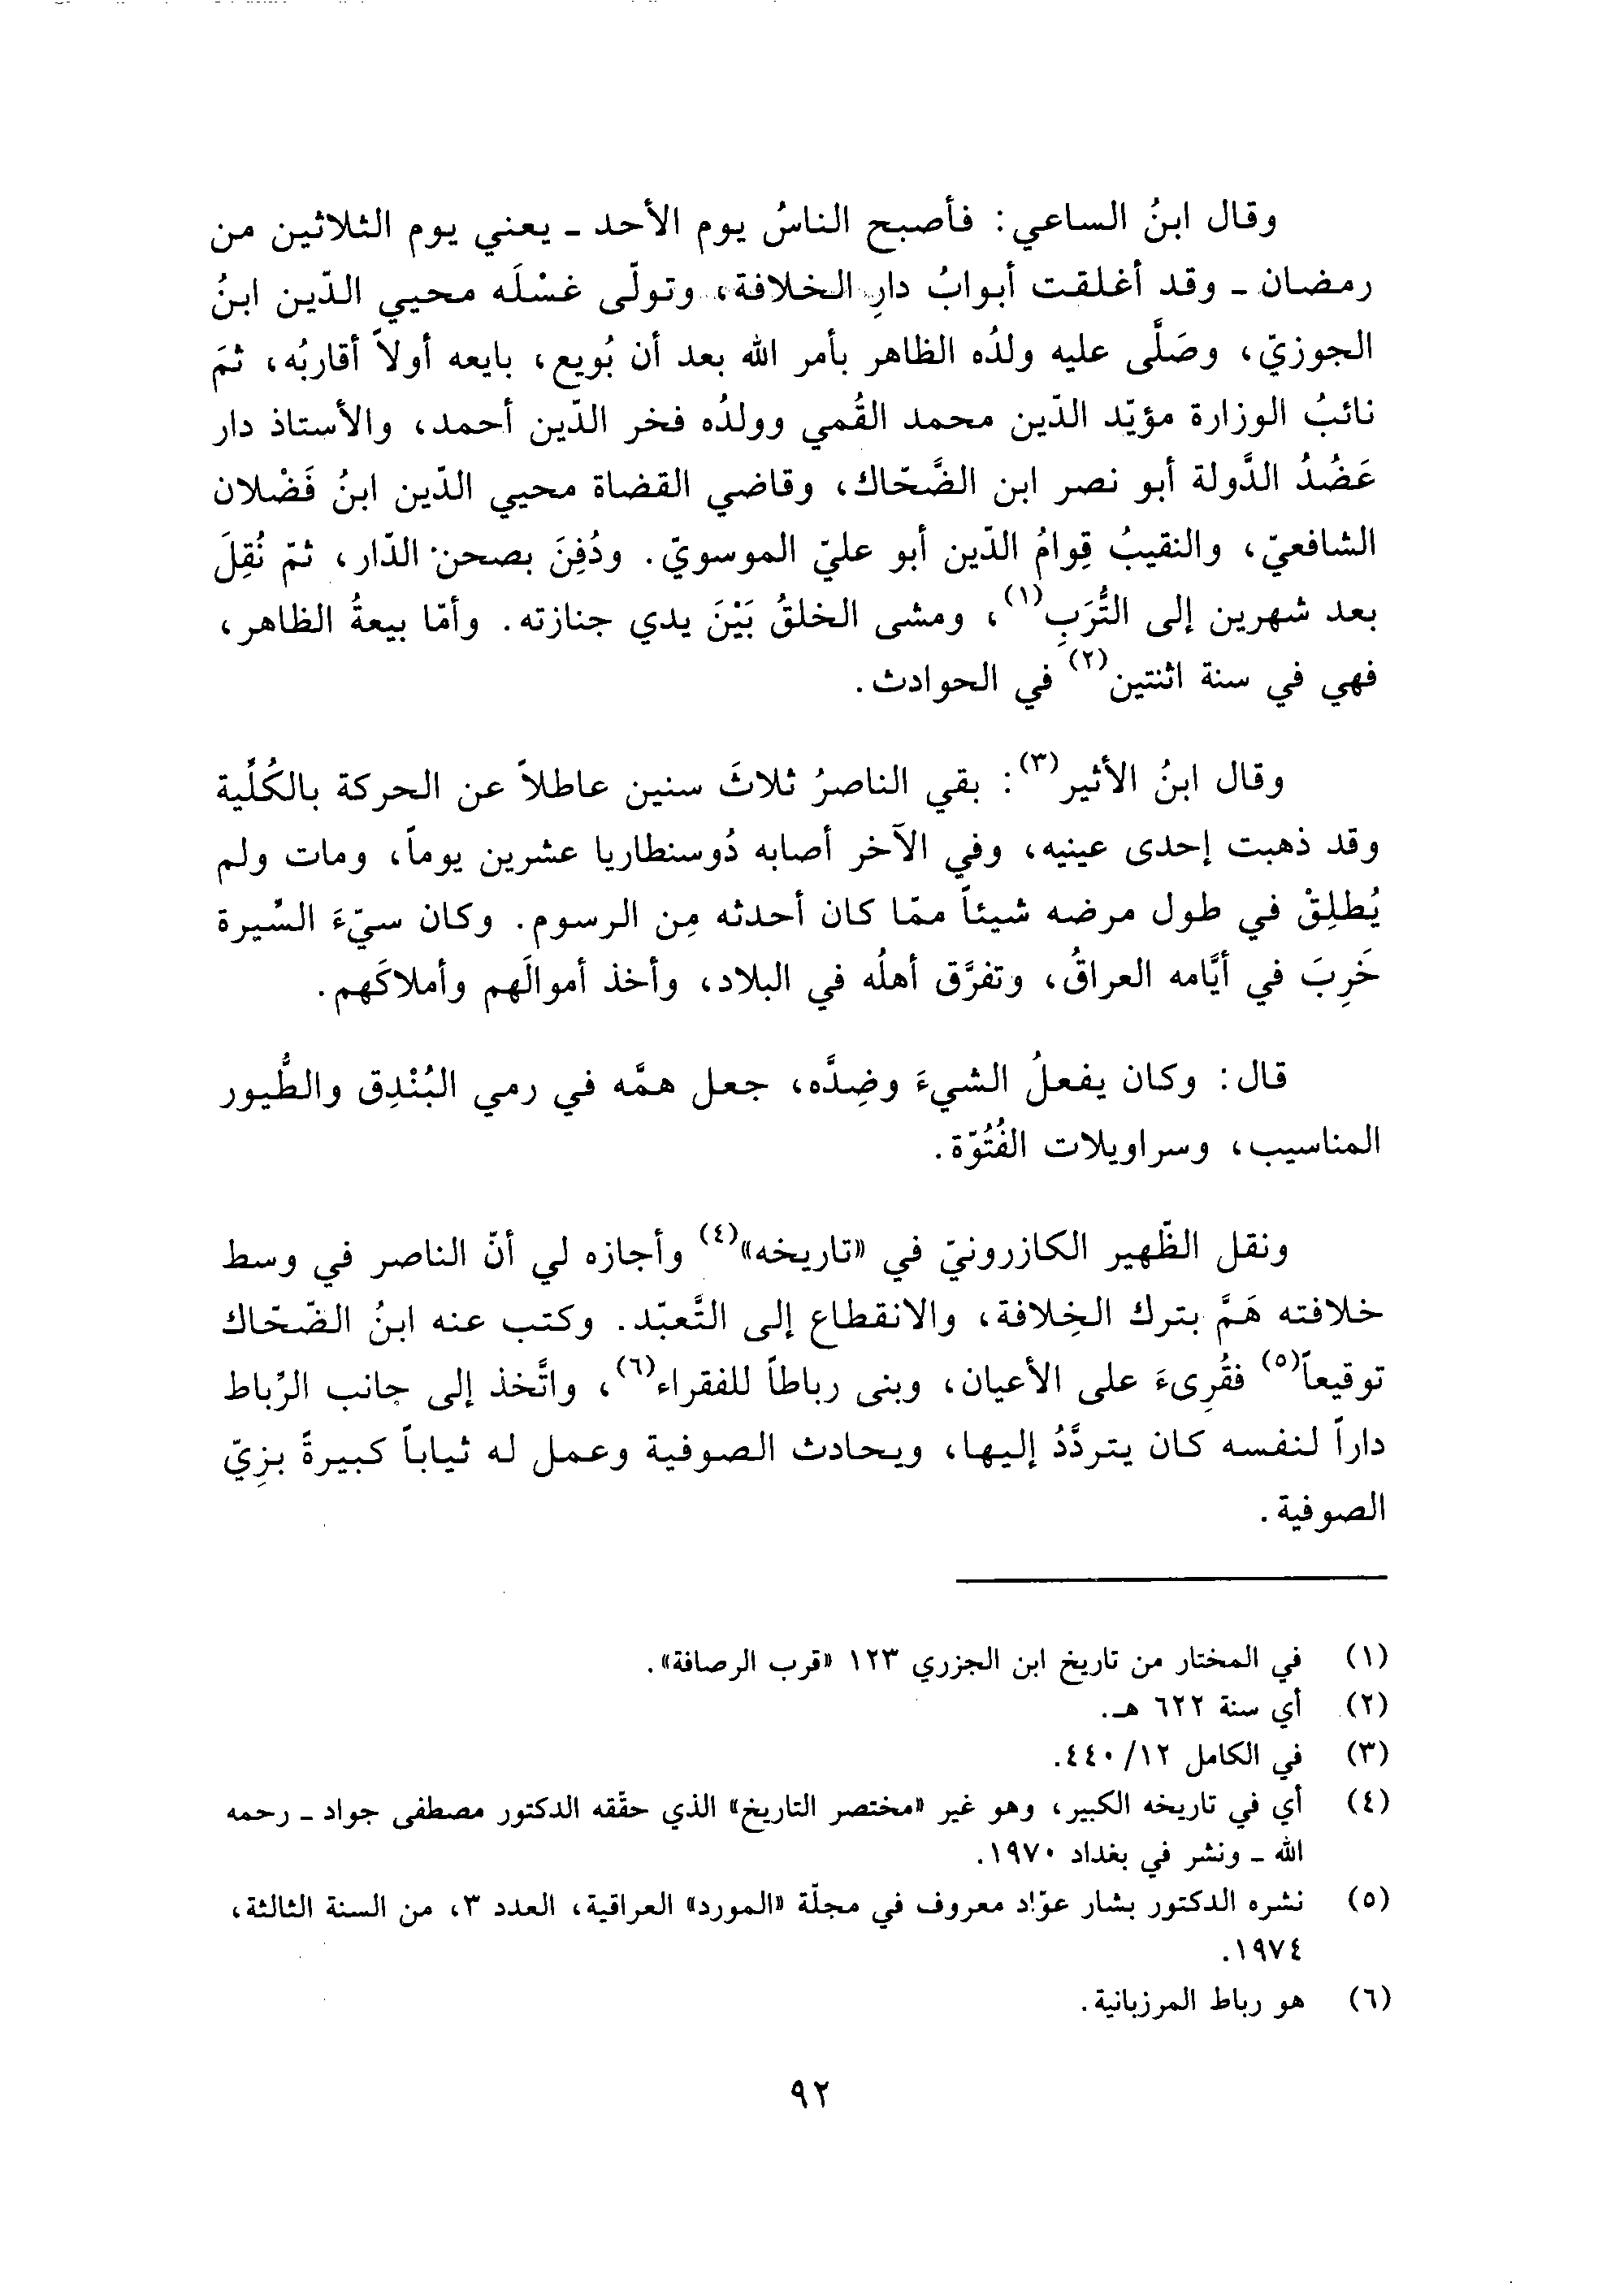 وقال ابنُ الساعي: فأصبح الناسُ يوم الأحد ـ يعني يوم الثلاثين من
رمضان ـ وقد أغلقت أبوابُ دارِ الخلافة، وتولّى غسْلَه محيي الدّين ابنُ
الجوزيّ، وصَلَّى عليه ولدُه الظاهر بأمر الله بعد أن بُويع، بايعه أولاً أقاربُه، ثمَ
نائبُ الوزارة مؤيّد الدّين محمد القُمي وولدُه فخر الدّين أحمد، والأستاذ دار
عَضُدُ الدَّولة أبو نصر ابن الضَّحّاك، وقاضي القضاة محيي الدّين ابنُ فَضْلان
الشافعيّ، والنقيبُ قِوامُ الدّين أبو عليّ الموسويّ. ودُفِنَ بصحن الدّار، ثمّ نُقِلَ
بعد شهرين إلى التُّرَبِ(١)، ومشى الخلقُ بَيْنَ يدي جنازته. وأمّا بيعةُ الظاهر،
فهي في سنة اثنتين(٢) في الحوادث.
وقال ابنُ الأثير(٣): بقي الناصرُ ثلاثَ سنين عاطلاً عن الحركة بالكُلِّية
وقد ذهبت إحدى عينيه، وفي الآخر أصابه دُوسنطاريا عشرين يوماً، ومات ولم
يُطلِقْ في طول مرضه شيئاً ممّا كان أحدثه مِن الرسوم. وكان سيّءَ السِّيرة
خَرِبَ في أيَّامه العراقُ، وتفرَّق أهلُه في البلاد، وأخذ أموالَهم وأملاكَهم.
قال: وكان يفعلُ الشيءَ وضِدَّه، جعل همَّه في رمي البُنْدِق والطُّيور
المناسيب، وسراويلات الفُتُوّة.
ونقل الظّهير الكازرونيّ في «تاريخه»(٤) وأجازه لي أنّ الناصر في وسط
خلافته هَمَّ بترك الخِلافة، والانقطاع إلى التَّعبّد. وكتب عنه ابنُ الضّحّاك
توقيعاً(٥) فقُرِىءَ على الأعيان، وبنى رباطاً للفقراء(٦)، واتَّخذ إلى جانب الرِّباط
داراً لنفسه كان يتردَّدُ إليها، ويحادث الصوفية وعمل له ثياباً كبيرةً بزِيّ
الصوفية.
(١) في المختار من تاريخ ابن الجزري ١٢٣ «قرب الرصافة».
(٢) أي سنة ٦٢٢ هـ.
(٣) في الكامل ١٢/ ٤٤٠.
(٤) أي في تاريخه الكبير، وهو غير «مختصر التاريخ» الذي حقّقه الدكتور مصطفى جواد ـ رحمه
الله ـ ونشر في بغداد ١٩٧٠.
(٥) نشره الدكتور بشار عوّاد معروف في مجلّة «المورد» العراقية، العدد ٣، من السنة الثالثة،
١٩٧٤.
(٦) هو رباط المرزبانية.
٩٢